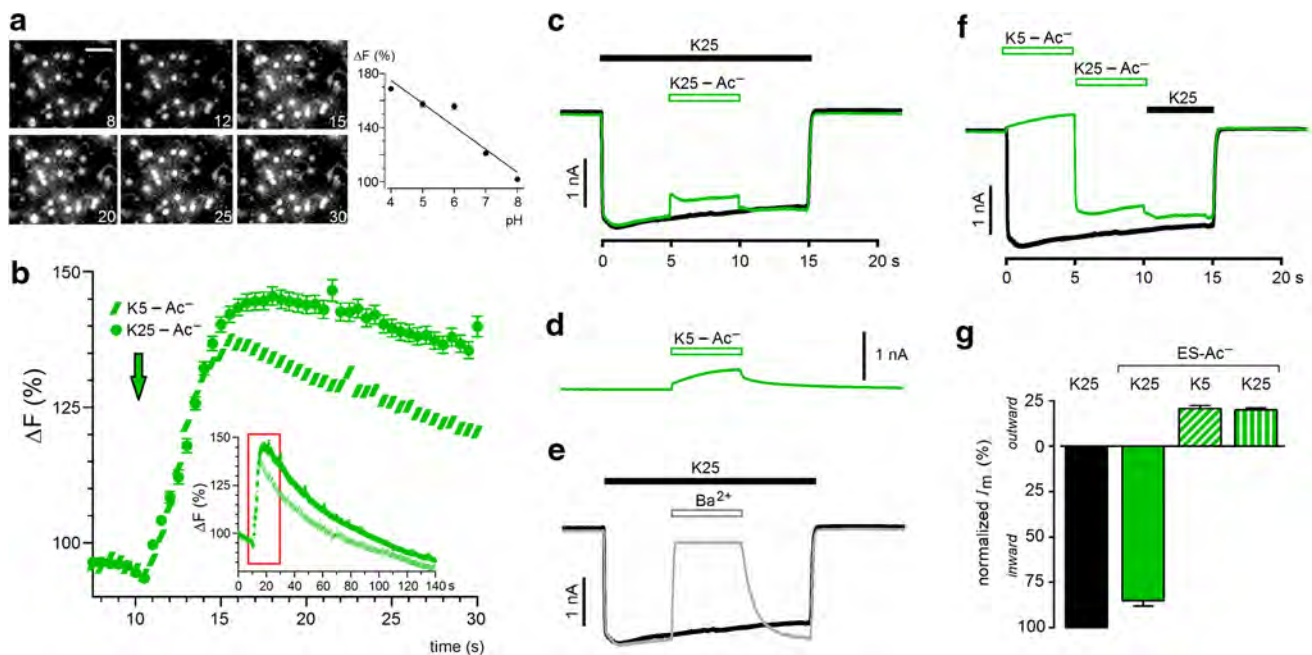 a
8 12 15
20 25 30
ΔF (%)
180
160
140
120
100
4 5 6 7 8
pH
b
150
125
100
ΔF (%)
K5 – Ac⁻
K25 – Ac⁻
10 15 20 25 30
time (s)
150
125
100
ΔF (%)
0 20 40 60 80 100 120 140 s
c
K25
K25 – Ac⁻
1 nA
0 5 10 15 20 s
d
K5 – Ac⁻
1 nA
e
K25
Ba²⁺
1 nA
f
K5 – Ac⁻
K25 – Ac⁻
K25
1 nA
0 5 10 15 20 s
g
ES-Ac⁻
K25 K25 K5 K25
25
0
25
50
75
100
outward
inward
normalized Iₘ (%)